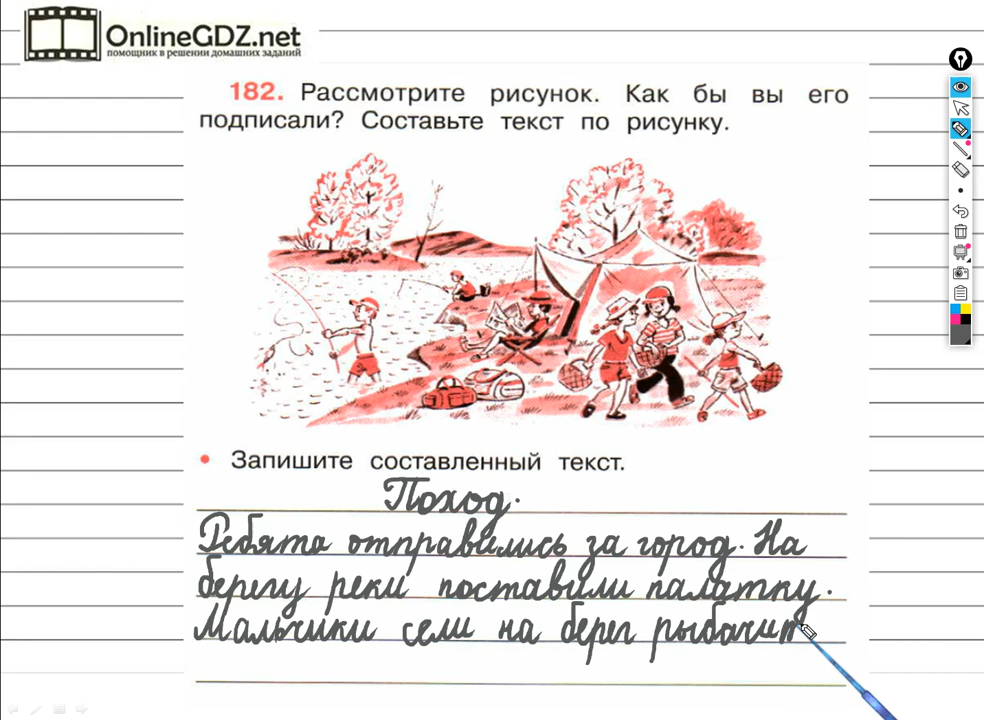 OnlineGDZ.net
помощник в решении домашних заданий
182. Рассмотрите рисунок. Как бы вы его
подписали? Составьте текст по рисунку.
• Запишите составленный текст.
Поход.
Ребята отправились за город. На
берегу реки поставили палатку.
Мальчики сели на берег рыбачит